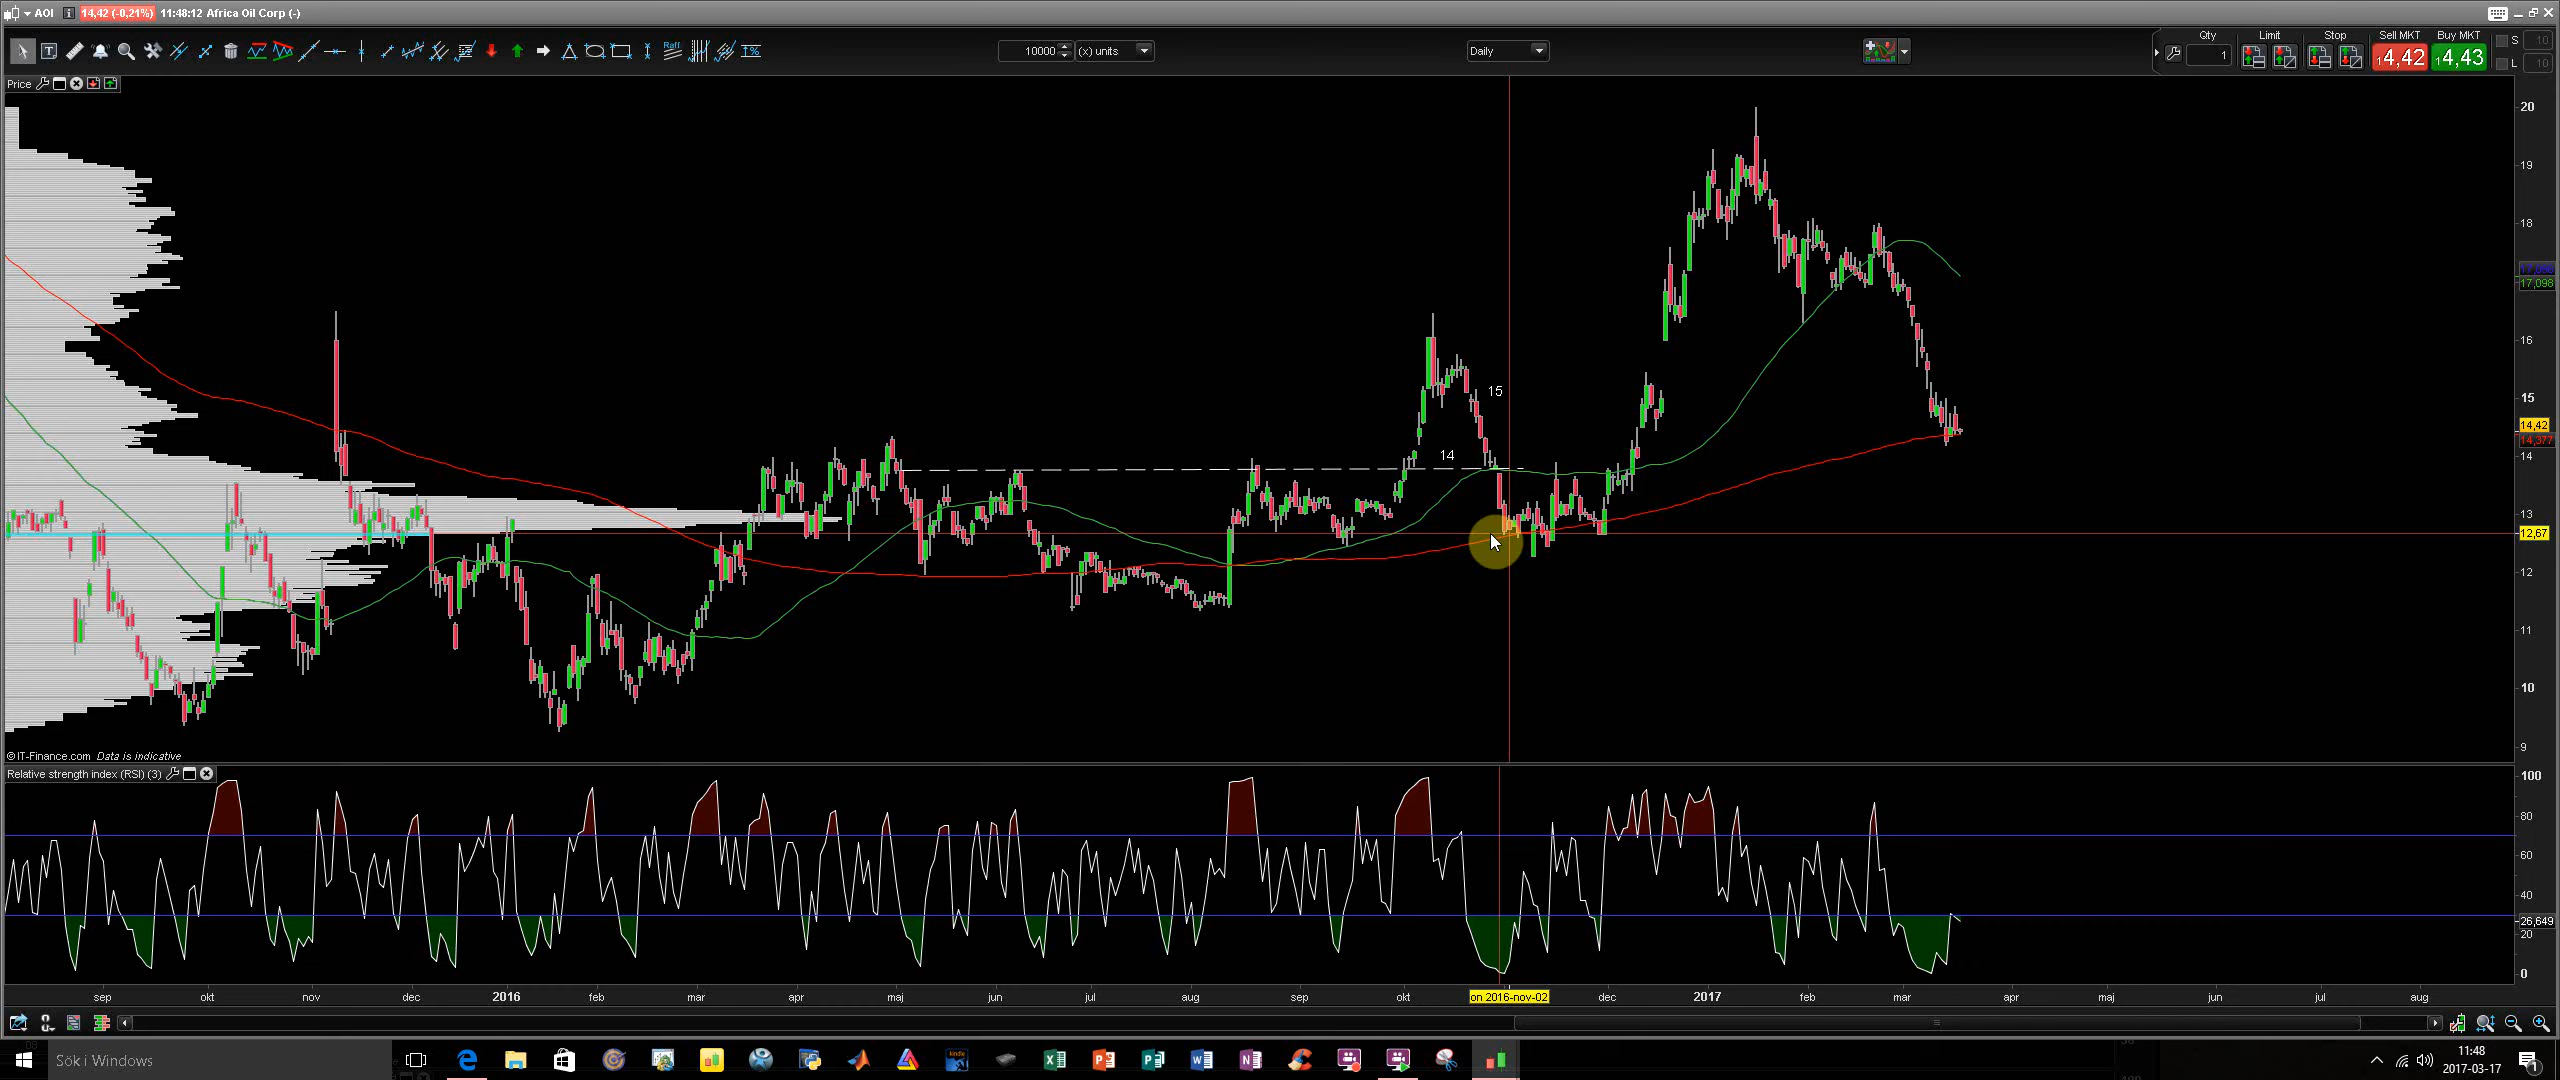 AOI 14,42 (-0,21%) 11:48:12 Africa Oil Corp (-)
10000 (x) units Daily
Qty Limit Stop Sell MKT Buy MKT S 10
1 14,42 14,43 L 10
Price
20
19
18
17,098
16
15
15
14,42
14,377
14
14
13
12,67
12
11
10
9
© IT-Finance.com Data is indicative
Relative strength index (RSI) (3)
100
80
60
40
26,649
20
0
sep okt nov dec 2016 feb mar apr maj jun jul aug sep okt on 2016-nov-02 dec 2017 feb mar apr maj jun jul aug
Sök i Windows
11:48
2017-03-17